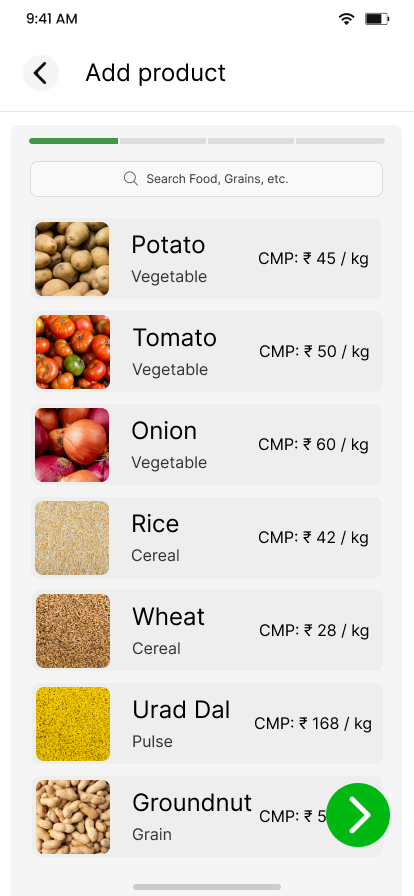 9:41 AM
Add product
Search Food, Grains, etc.
Potato
Vegetable
CMP: ₹ 45 / kg
Tomato
Vegetable
CMP: ₹ 50 / kg
Onion
Vegetable
CMP: ₹ 60 / kg
Rice
Cereal
CMP: ₹ 42 / kg
Wheat
Cereal
CMP: ₹ 28 / kg
Urad Dal
Pulse
CMP: ₹ 168 / kg
Groundnut
Grain
CMP: ₹ 5